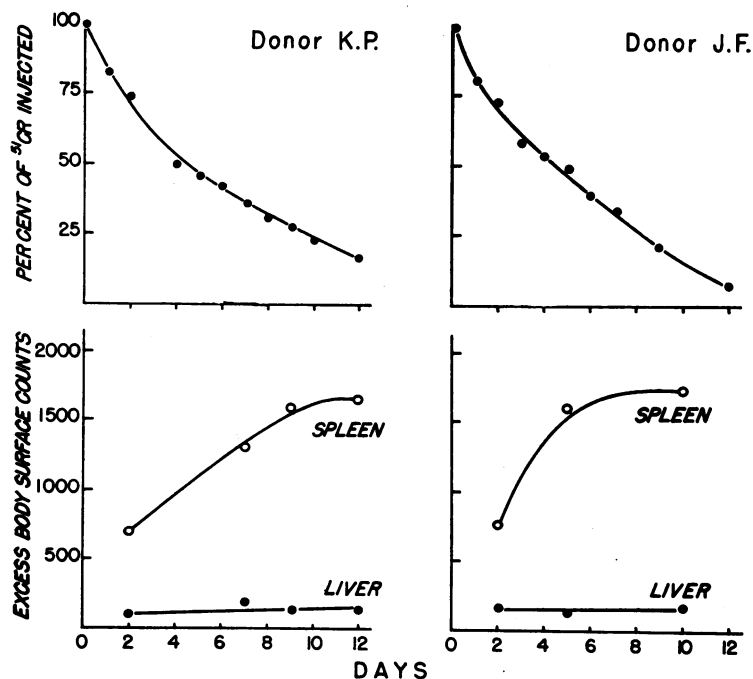 Donor K.P.
Donor J.F.
PERCENT OF ⁵¹CR INJECTED
100
75
50
25
EXCESS BODY SURFACE COUNTS
2000
1500
1000
500
SPLEEN
LIVER
SPLEEN
LIVER
0 2 4 6 8 10 12
0 2 4 6 8 10 12
DAYS